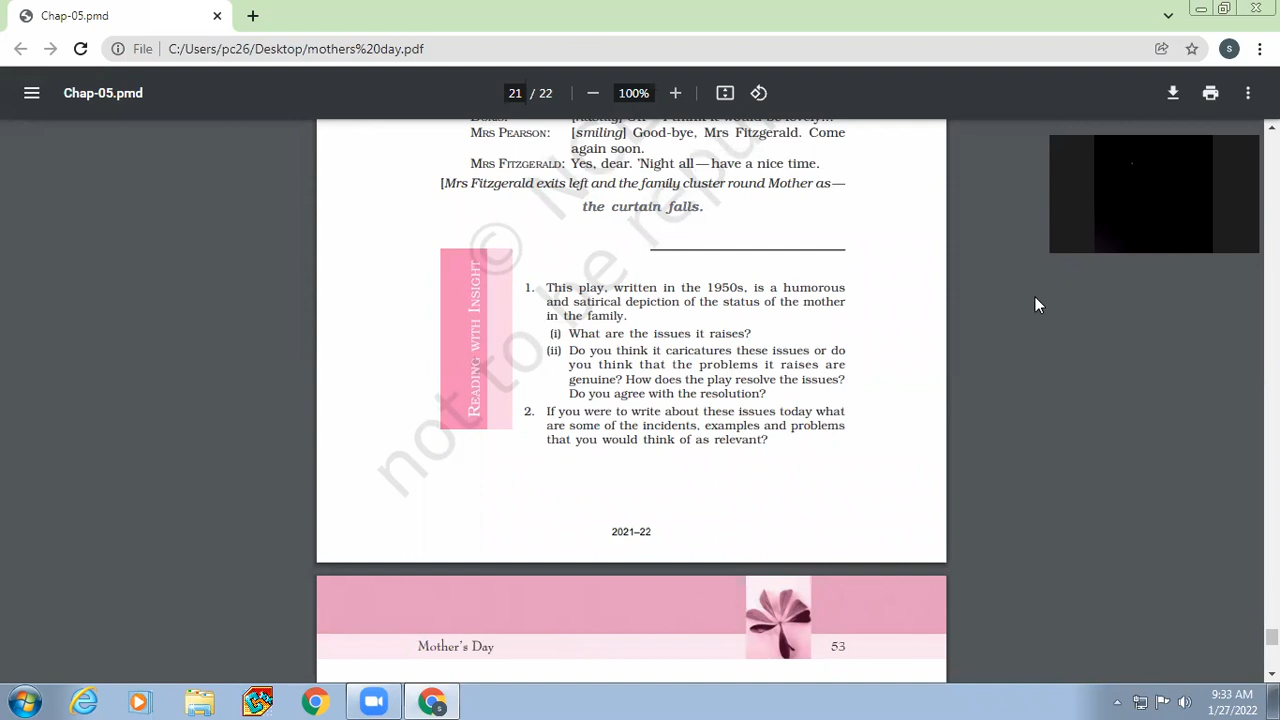 Chap-05.pmd
File
C:/Users/pc26/Desktop/mothers%20day.pdf
S
Chap-05.pmd
21 / 22
100%
MRS PEARSON: [smiling] Good-bye, Mrs Fitzgerald. Come
again soon.
MRS FITZGERALD: Yes, dear. 'Night all—have a nice time.
[Mrs Fitzgerald exits left and the family cluster round Mother as—
the curtain falls.
READING WITH INSIGHT
1. This play, written in the 1950s, is a humorous
and satirical depiction of the status of the mother
in the family.
(i) What are the issues it raises?
(ii) Do you think it caricatures these issues or do
you think that the problems it raises are
genuine? How does the play resolve the issues?
Do you agree with the resolution?
2. If you were to write about these issues today what
are some of the incidents, examples and problems
that you would think of as relevant?
not to be
©
2021–22
Mother's Day
53
9:33 AM
1/27/2022